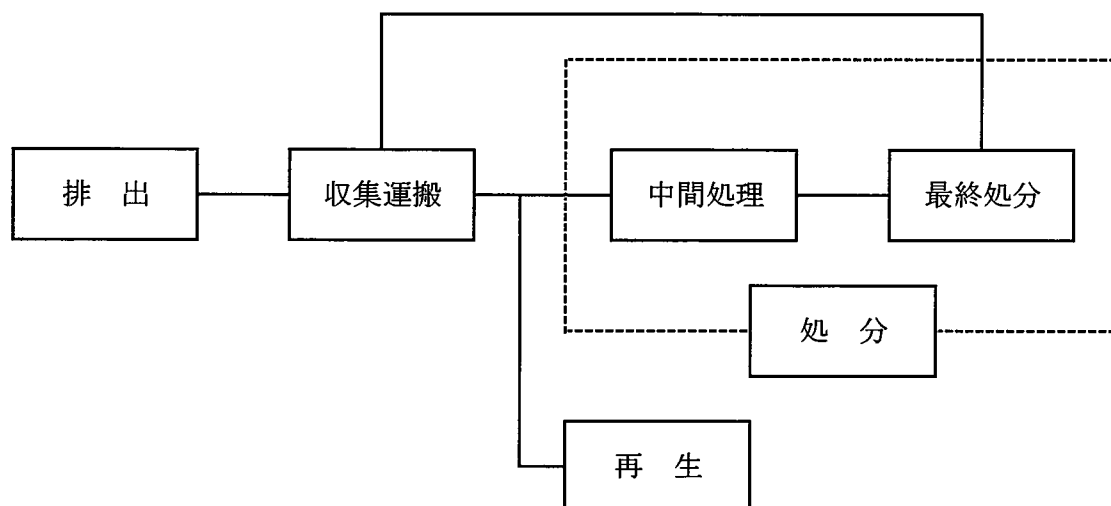 排 出
収集運搬
中間処理
最終処分
処 分
再 生